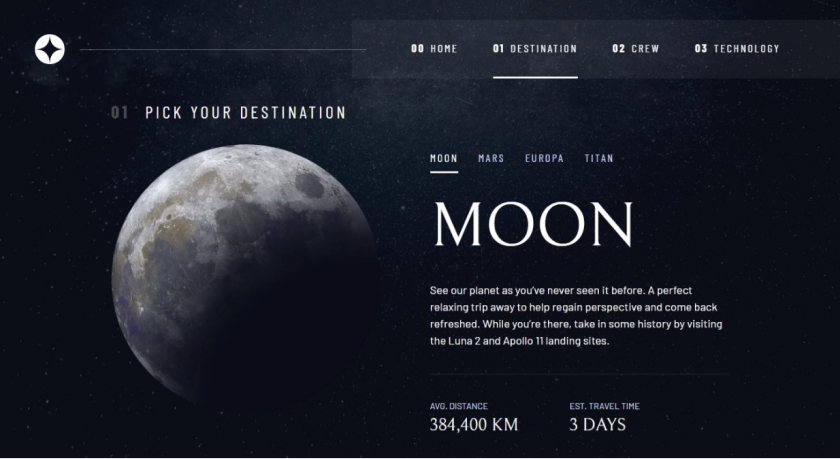 00 HOME
01 DESTINATION
02 CREW
03 TECHNOLOGY
01 PICK YOUR DESTINATION
MOON
MARS
EUROPA
TITAN
MOON
See our planet as you've never seen it before. A perfect
relaxing trip away to help regain perspective and come back
refreshed. While you're there, take in some history by visiting
the Luna 2 and Apollo 11 landing sites.
AVG. DISTANCE
384,400 KM
EST. TRAVEL TIME
3 DAYS